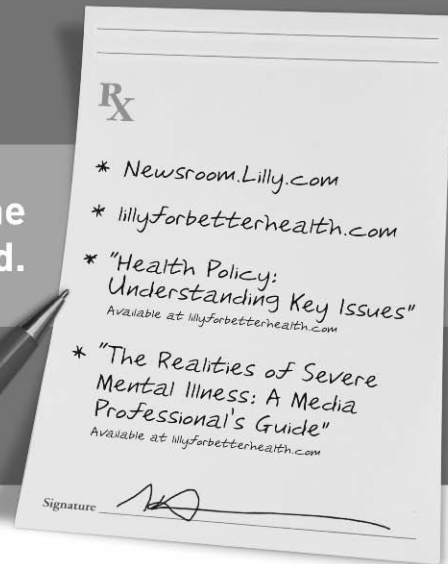 ne
d.
Rx
* Newsroom.Lilly.com
* lillyforbetterhealth.com
* "Health Policy:
Understanding Key Issues"
Available at lillyforbetterhealth.com
* "The Realities of Severe
Mental Illness: A Media
Professional's Guide"
Available at lillyforbetterhealth.com
Signature